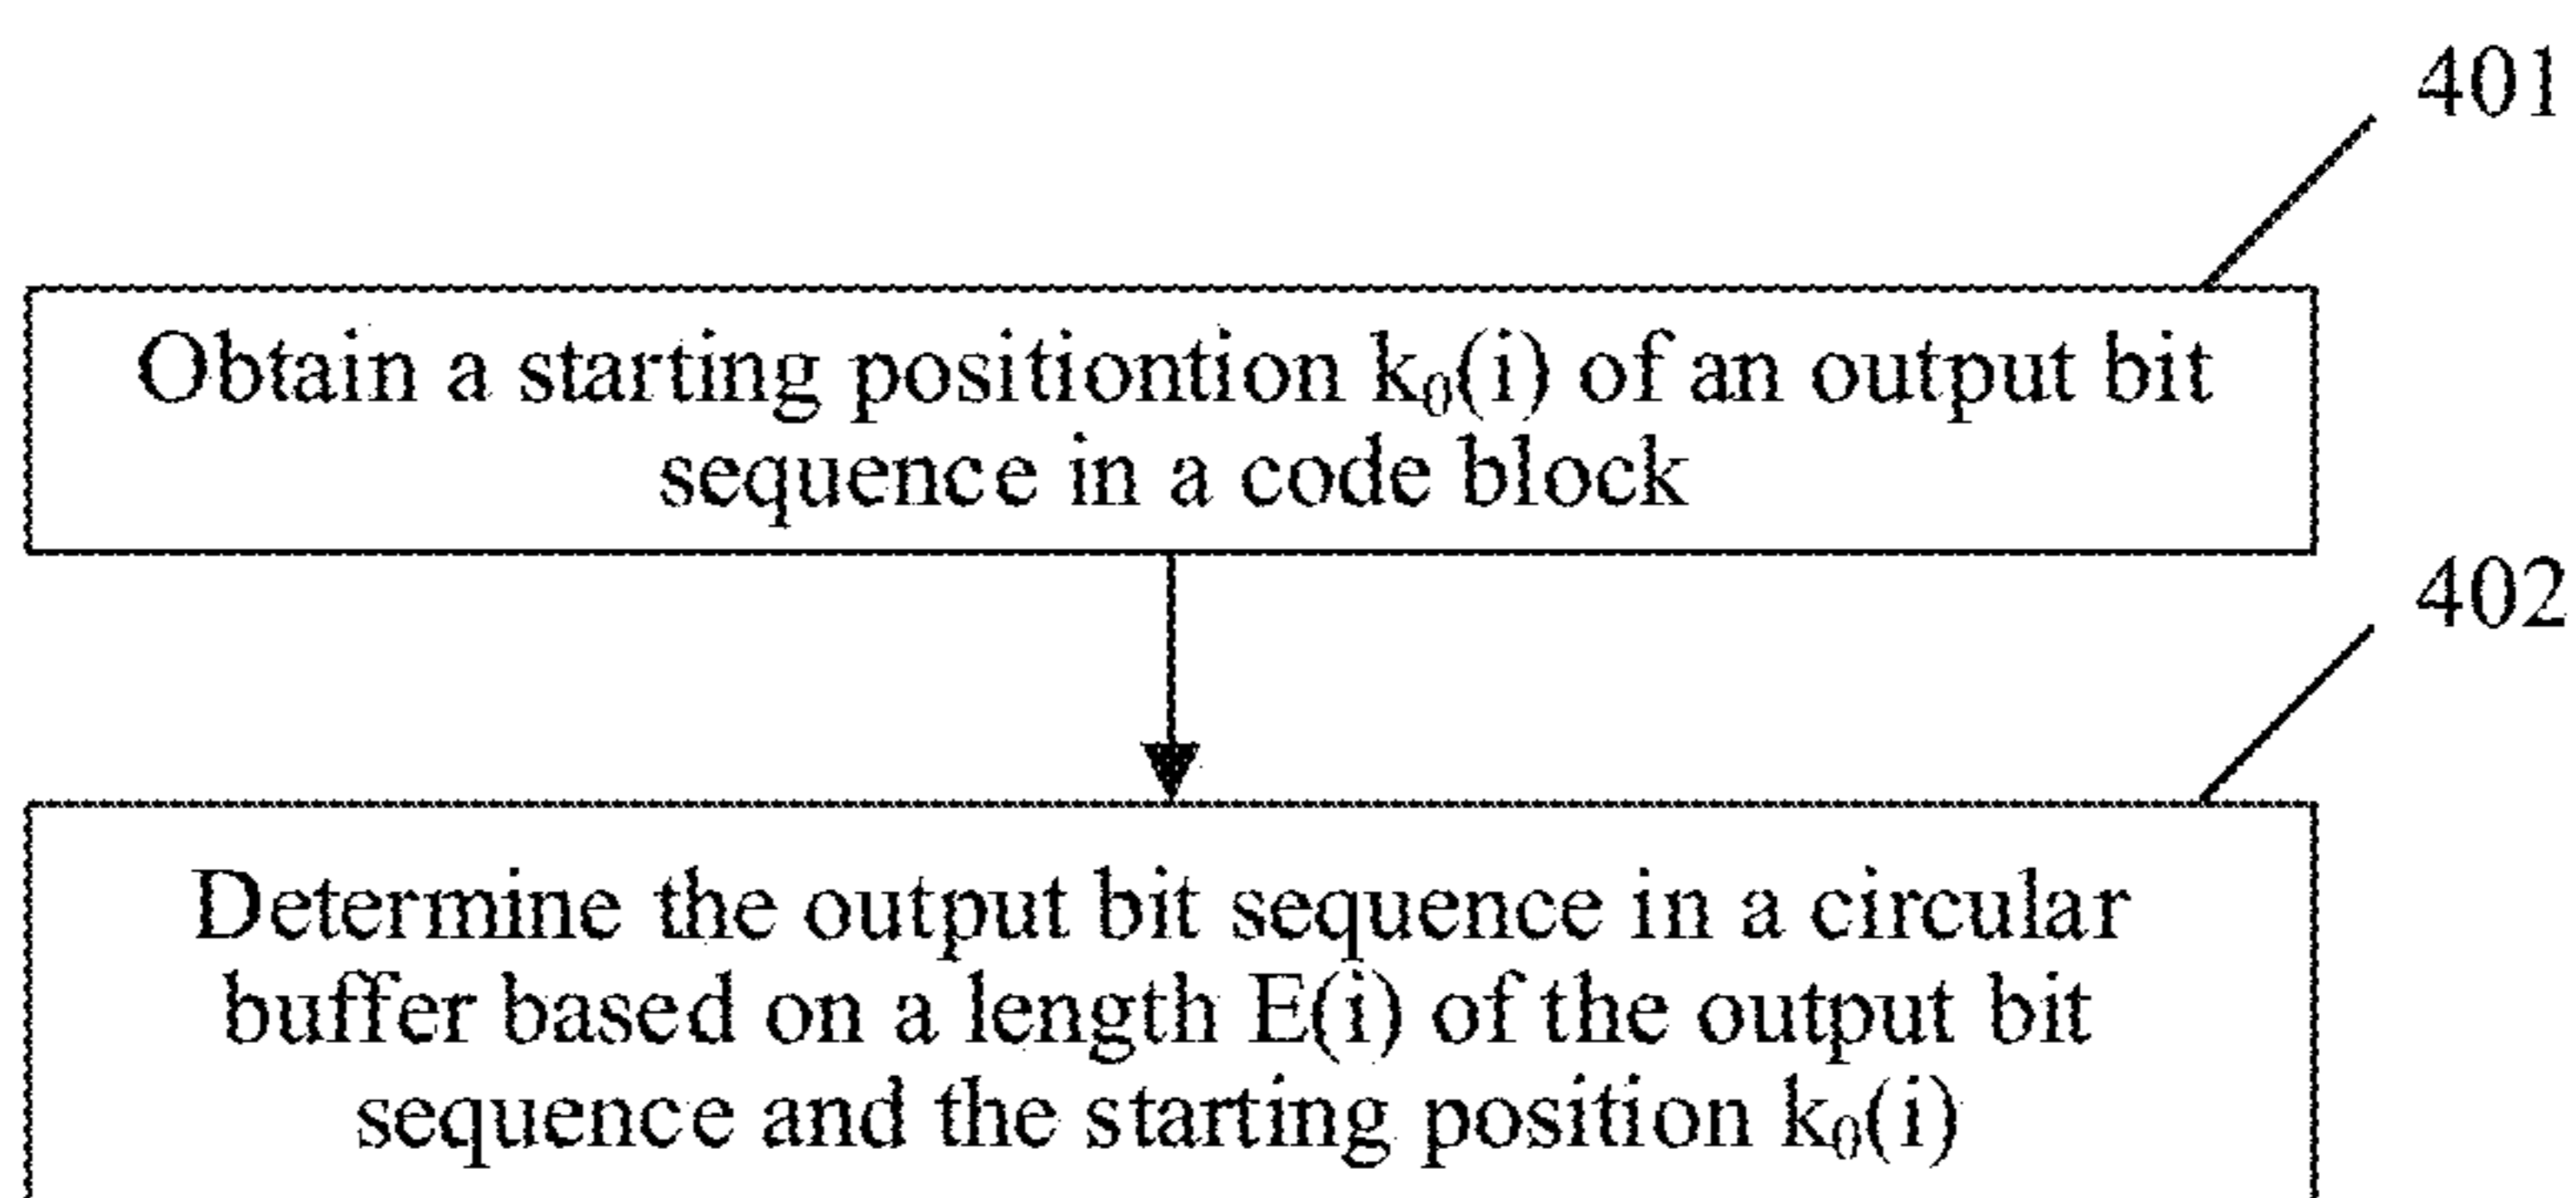 401
Obtain a starting positiontion k₀(i) of an output bit
sequence in a code block
402
Determine the output bit sequence in a circular
buffer based on a length E(i) of the output bit
sequence and the starting position k₀(i)